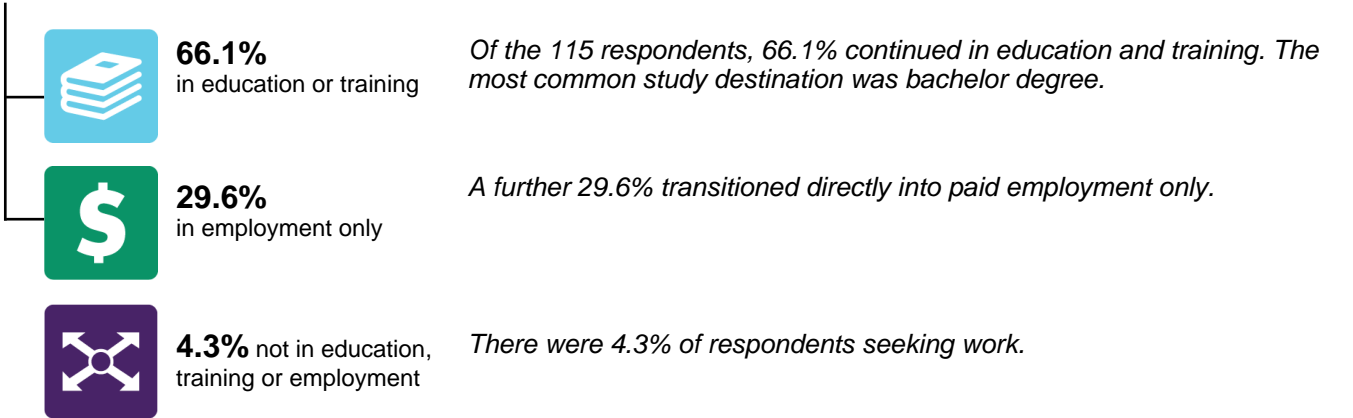 66.1%
in education or training
Of the 115 respondents, 66.1% continued in education and training. The
most common study destination was bachelor degree.
$
29.6%
in employment only
A further 29.6% transitioned directly into paid employment only.
4.3% not in education,
training or employment
There were 4.3% of respondents seeking work.